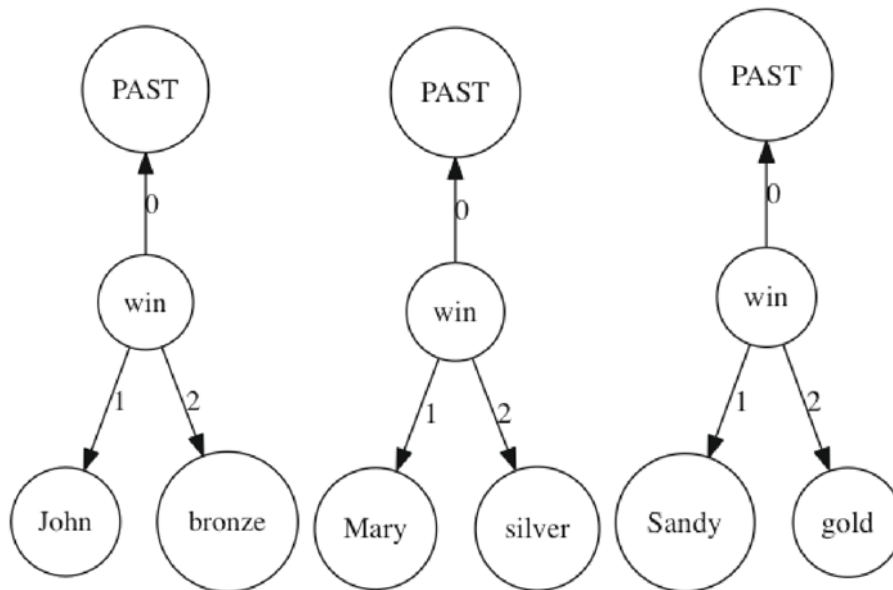 PAST PAST PAST
0 0 0
win win win
1 2 1 2 1 2
John bronze Mary silver Sandy gold